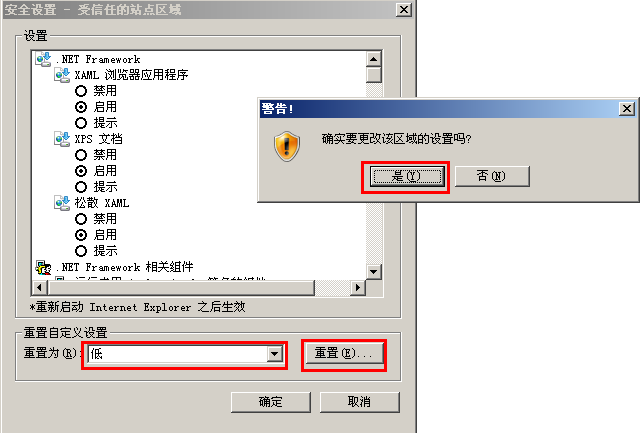 安全设置 - 受信任的站点区域
设置
.NET Framework
XAML 浏览器应用程序
禁用
启用
提示
XPS 文档
禁用
启用
提示
松散 XAML
禁用
启用
提示
.NET Framework 相关组件
*重新启动 Internet Explorer 之后生效
重置自定义设置
重置为(R): 低
重置(E)...
确定
取消
警告!
确实要更改该区域的设置吗?
是(Y)
否(N)